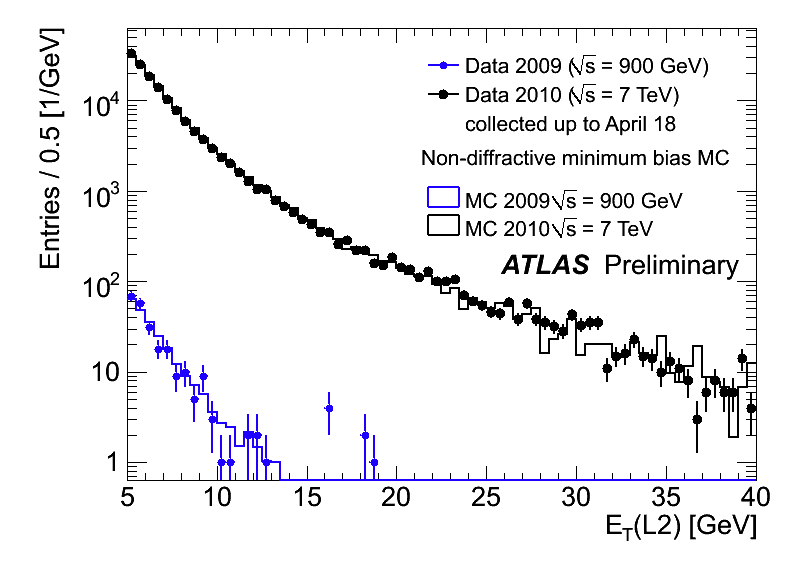 Entries / 0.5 [1/GeV]
10⁴
10³
10²
10
1
Data 2009 (√s = 900 GeV)
Data 2010 (√s = 7 TeV)
collected up to April 18
Non-diffractive minimum bias MC
MC 2009√s = 900 GeV
MC 2010√s = 7 TeV
ATLAS Preliminary
5 10 15 20 25 30 35 40
E_T(L2) [GeV]